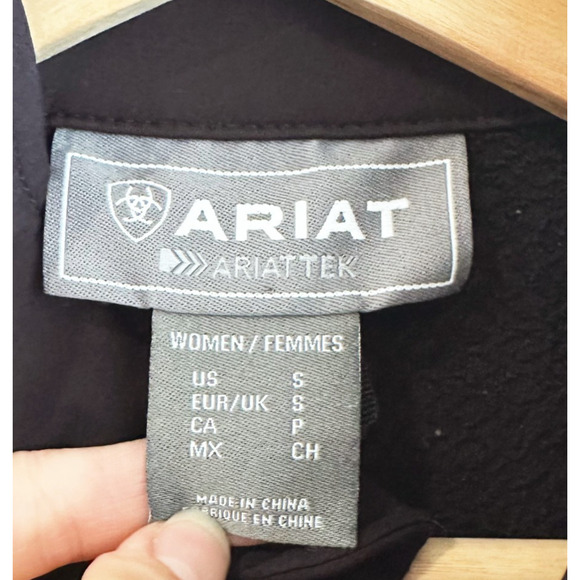 ARIAT
ARIATTEK
WOMEN / FEMMES
US S
EUR/UK S
CA P
MX CH
MADE IN CHINA
FABRIQUE EN CHINE